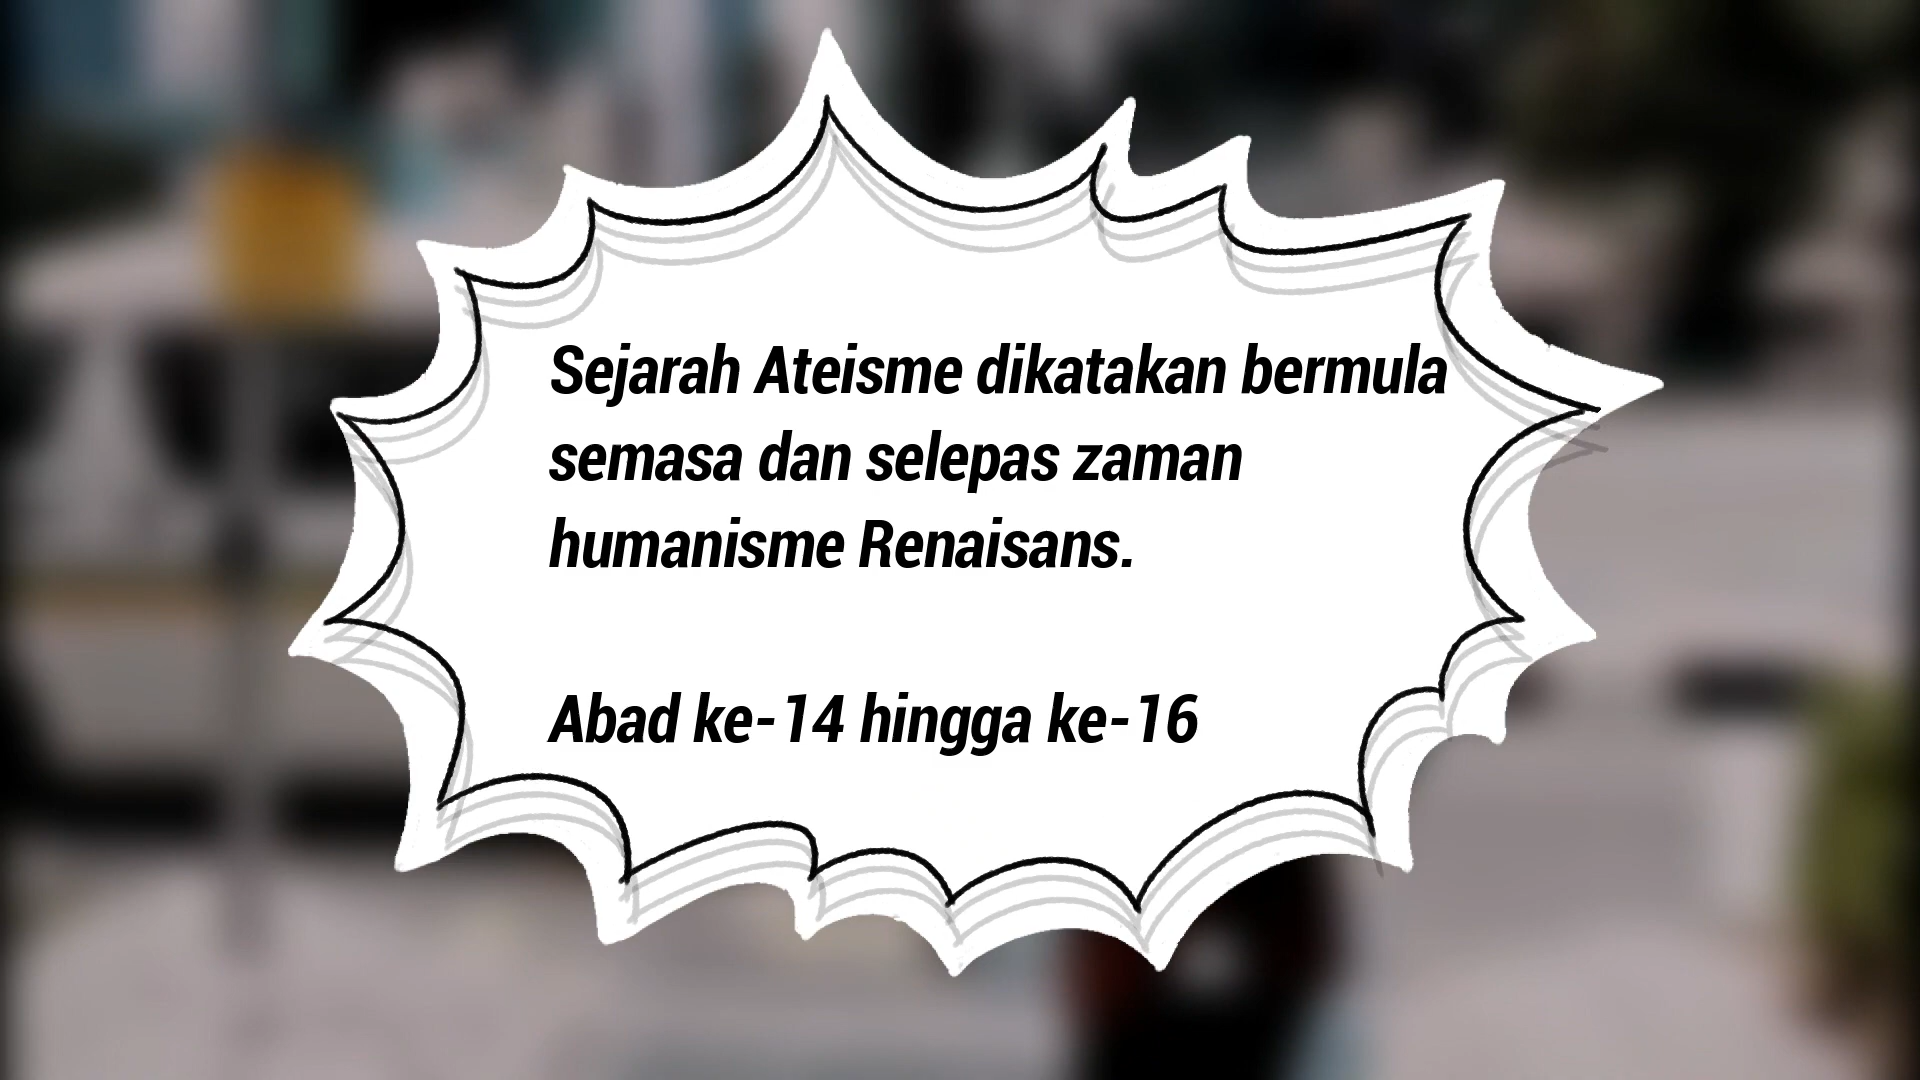 Sejarah Ateisme dikatakan bermula
semasa dan selepas zaman
humanisme Renaisans.
Abad ke-14 hingga ke-16